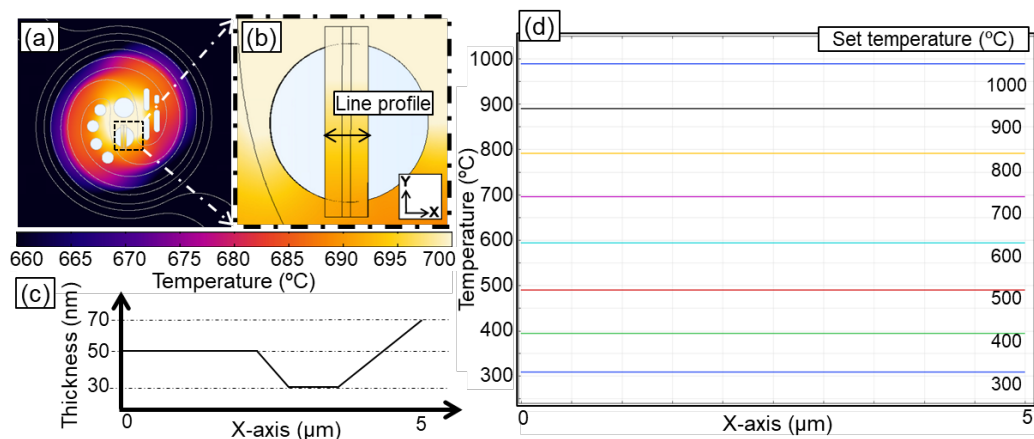 (a)
(b)
Line profile
Y
X
660 665 670 675 680 685 690 695 700
Temperature (ºC)
(c)
Thickness (nm)
70
50
30
0
5
X-axis (µm)
(d)
Set temperature (ºC)
Temperature (ºC)
1000
900
800
700
600
500
400
300
1000
900
800
700
600
500
400
300
0
5
X-axis (µm)